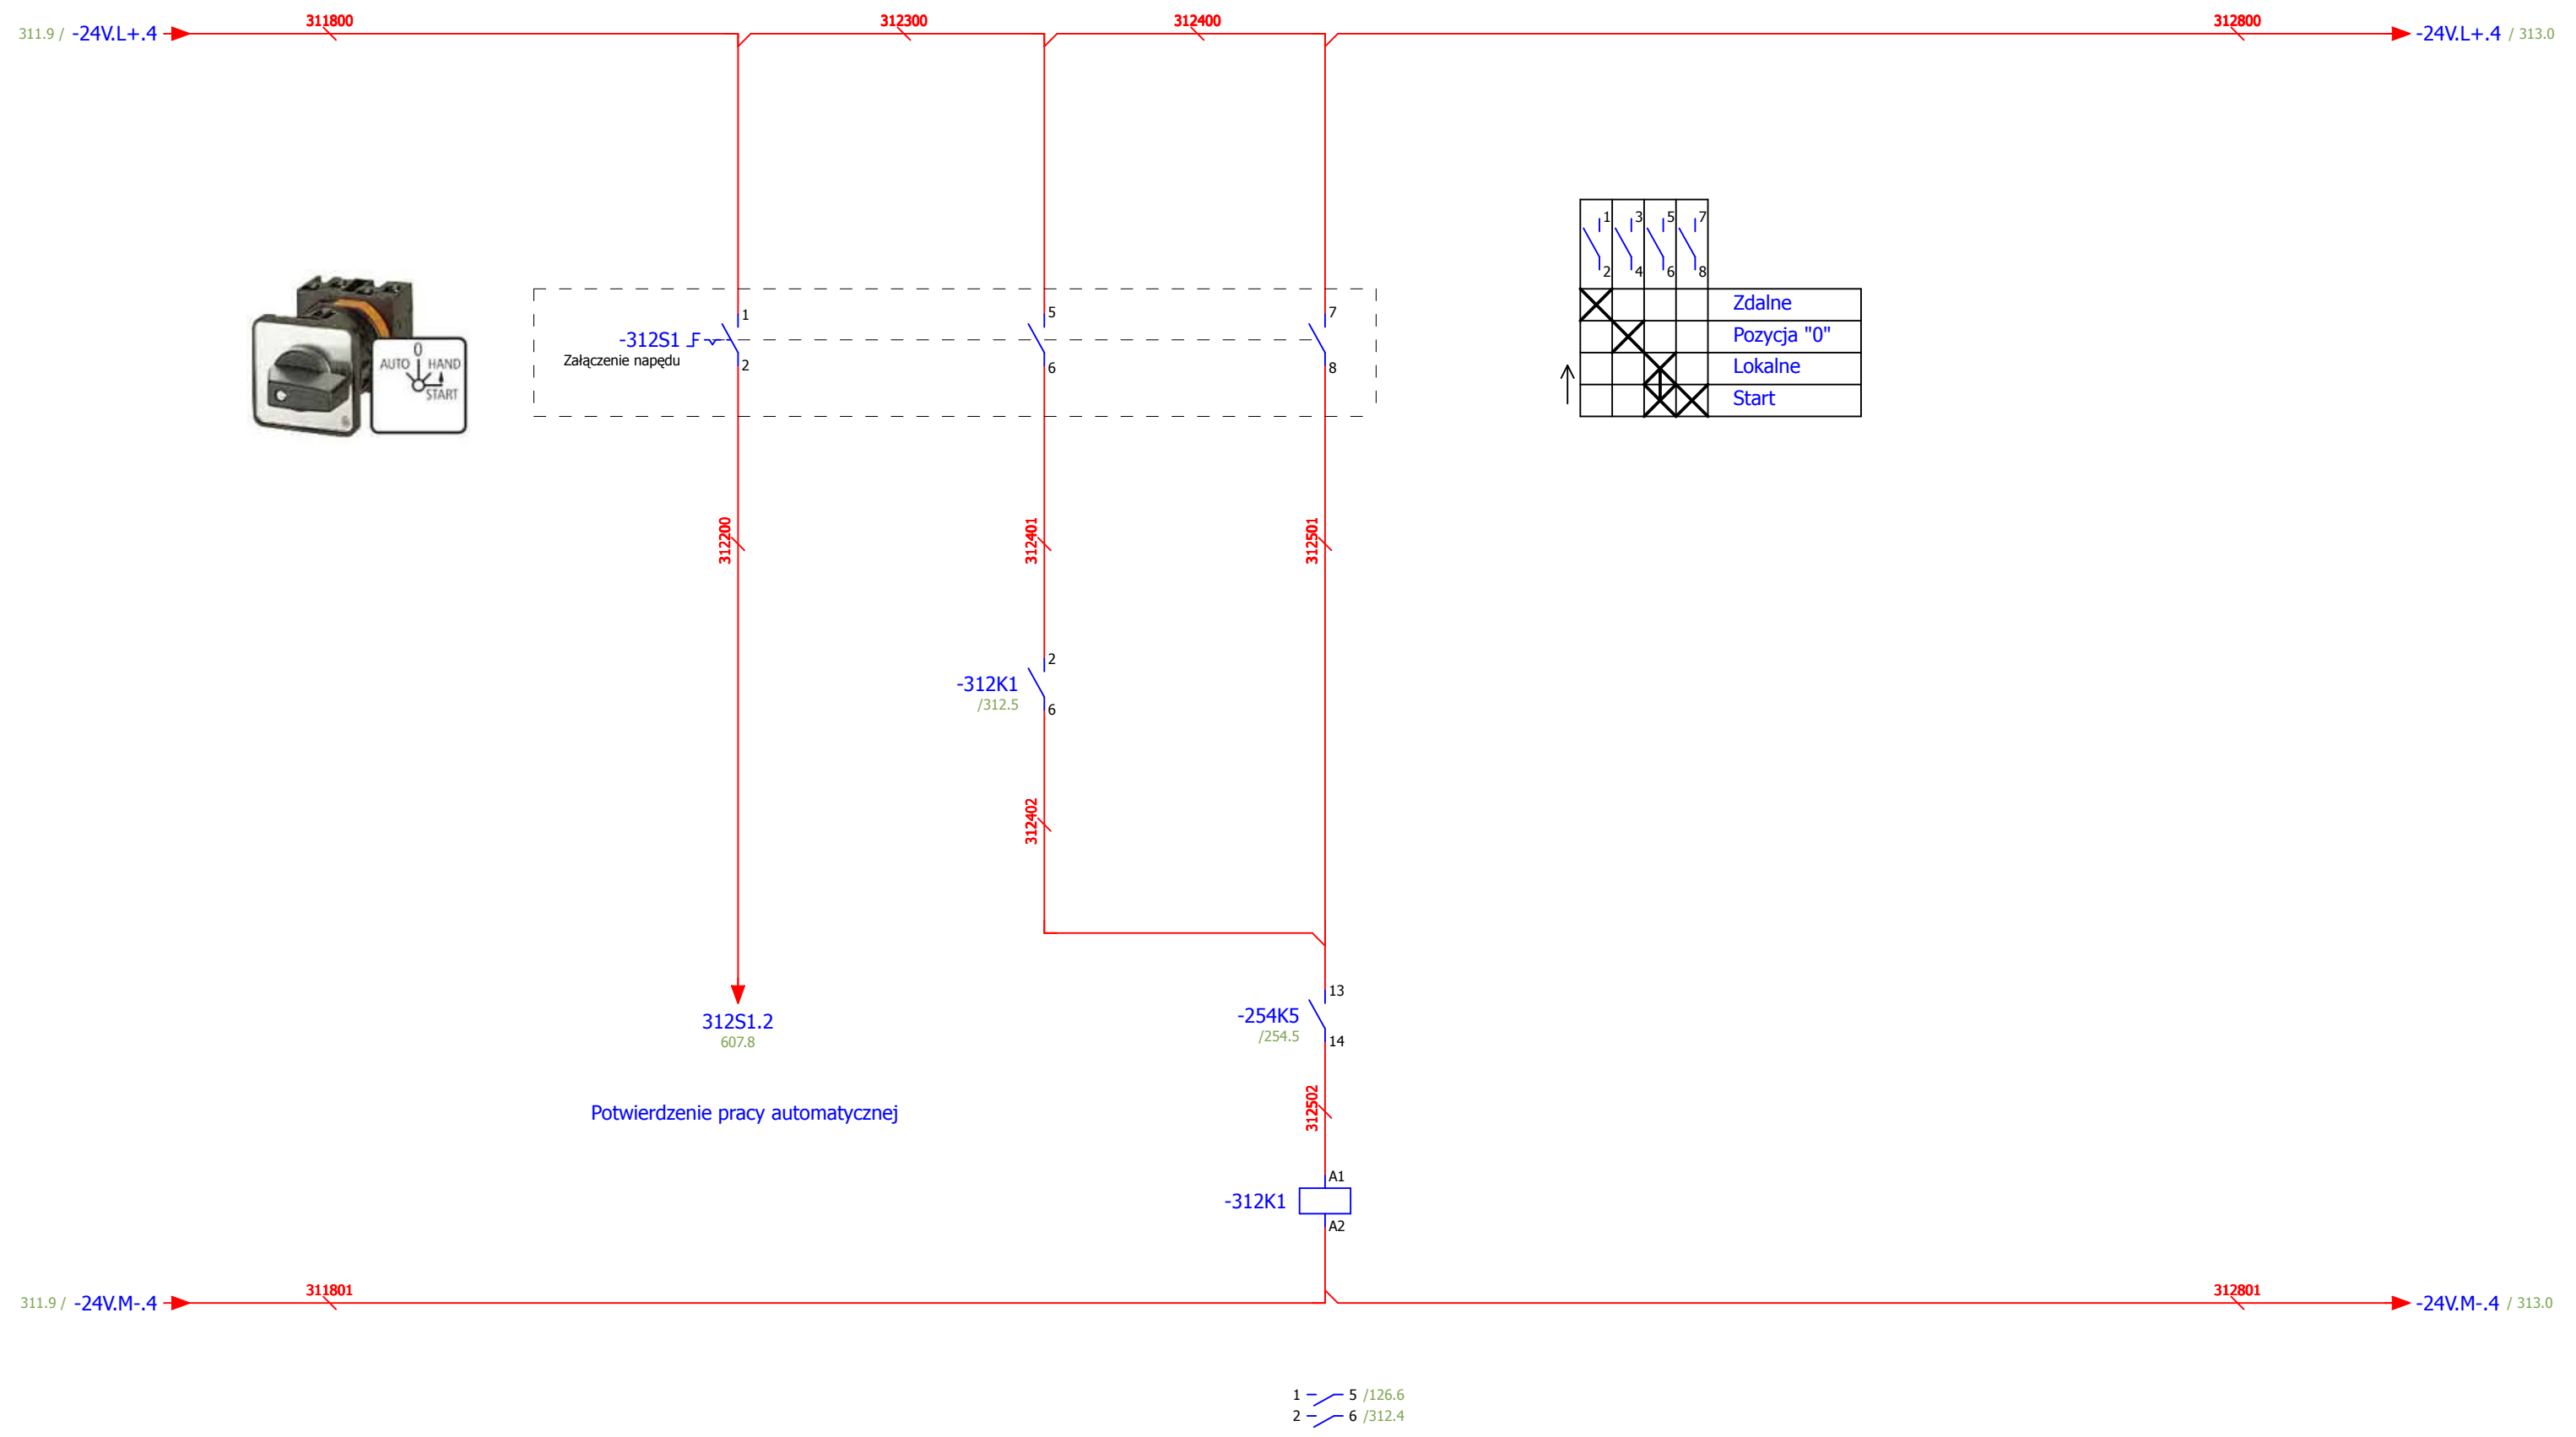 311800
312300
312400
312800
311.9 / -24V.L+.4
-24V.L+.4 / 313.0
1
3
5
7
2
4
6
8
Zdalne
Pozycja "0"
Lokalne
Start
0
AUTO
HAND
START
-312S1
Załączenie napędu
1
2
5
6
7
8
312200
312401
312501
-312K1
/312.5
2
6
312402
312S1.2
607.8
-254K5
/254.5
13
14
Potwierdzenie pracy automatycznej
312502
-312K1
A1
A2
311801
312801
311.9 / -24V.M-.4
-24V.M-.4 / 313.0
1 5 /126.6
2 6 /312.4